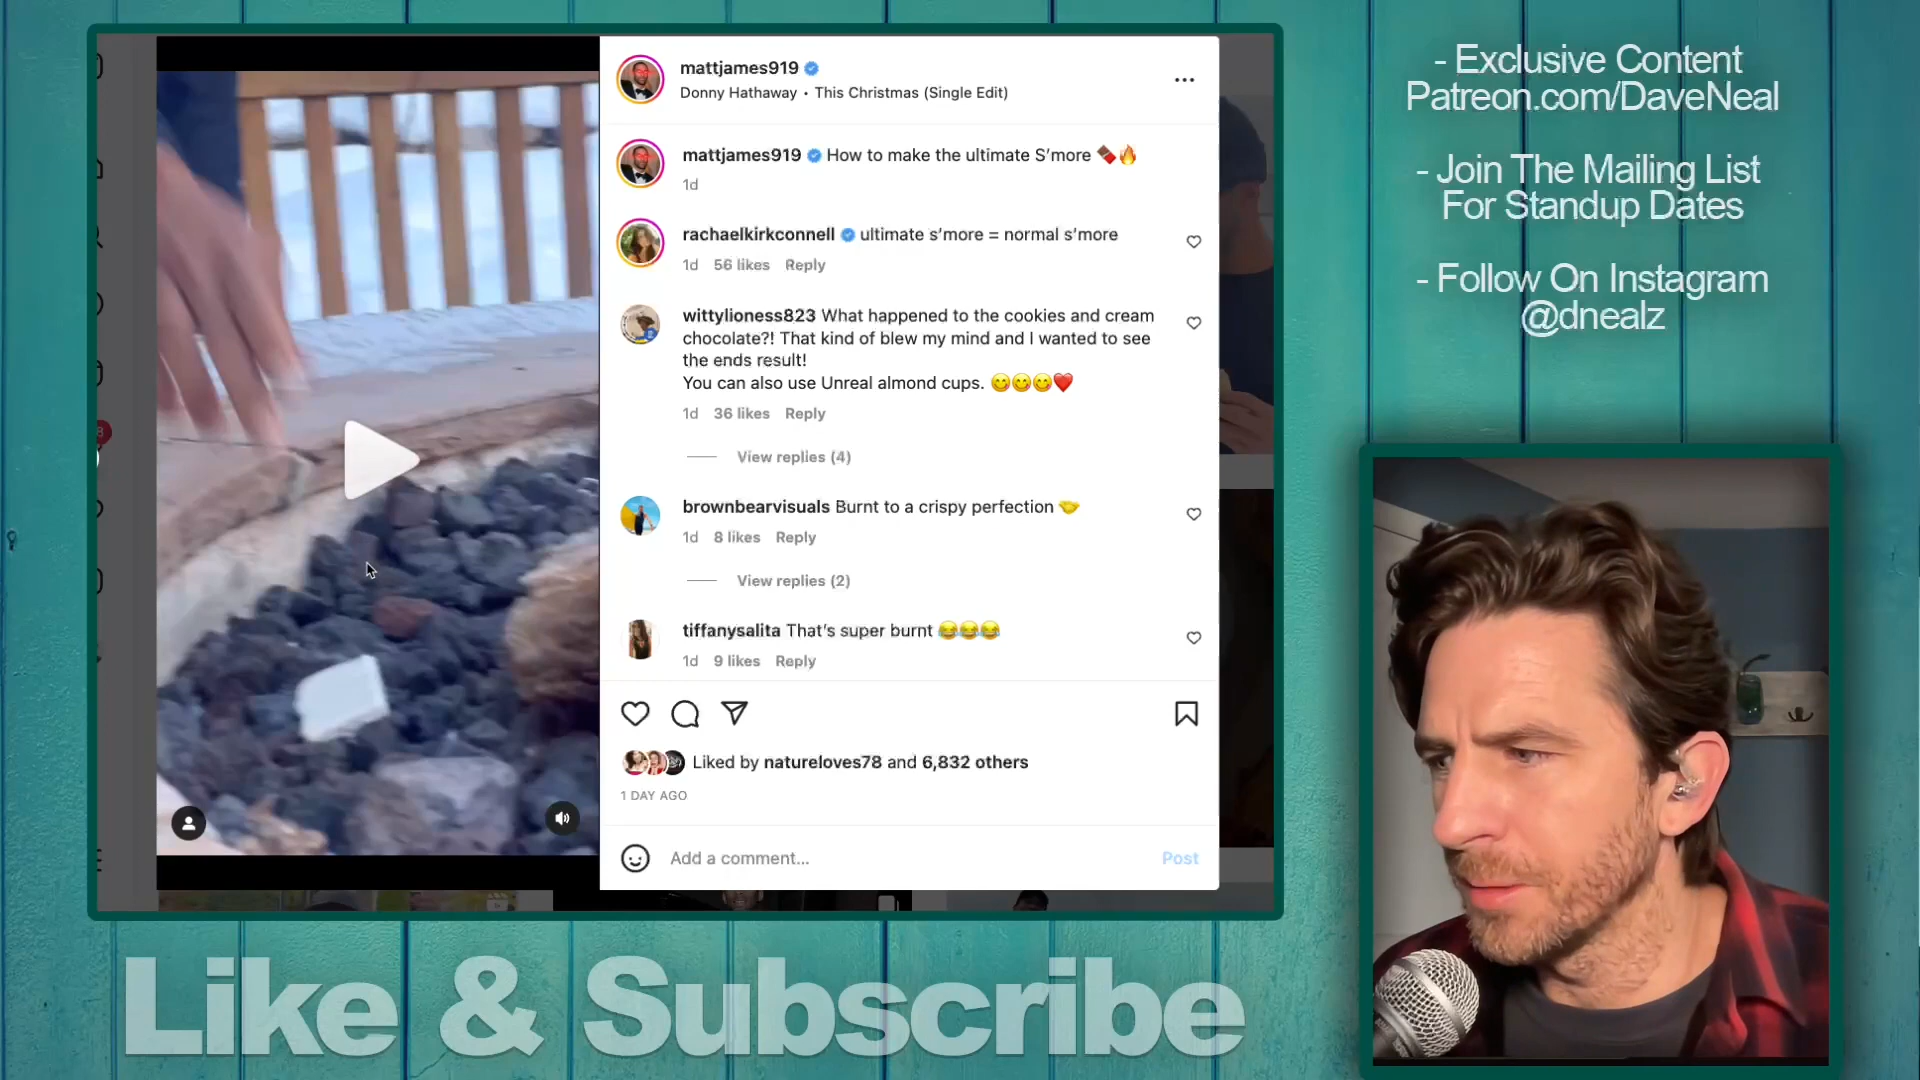 mattjames919
Donny Hathaway • This Christmas (Single Edit)
mattjames919 How to make the ultimate S’more 🍫🔥
1d
rachaelkirkconnell ultimate s’more = normal s’more
1d 56 likes Reply
wittylioness823 What happened to the cookies and cream
chocolate?! That kind of blew my mind and I wanted to see
the ends result!
You can also use Unreal almond cups. 😋😋😋❤️
1d 36 likes Reply
View replies (4)
brownbearvisuals Burnt to a crispy perfection 🤝
1d 8 likes Reply
View replies (2)
tiffanysalita That’s super burnt 😂😂😂
1d 9 likes Reply
Liked by natureloves78 and 6,832 others
1 DAY AGO
Add a comment... Post
- Exclusive Content
Patreon.com/DaveNeal
- Join The Mailing List
For Standup Dates
- Follow On Instagram
@dnealz
Like & Subscribe